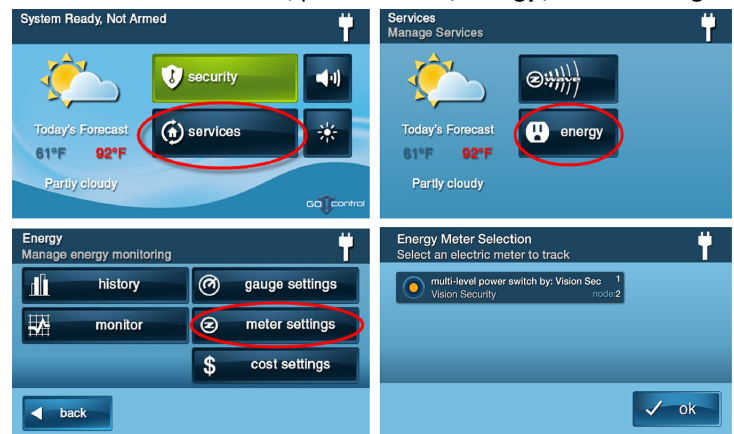 System Ready, Not Armed
security
services
Today's Forecast
61°F 92°F
Partly cloudy
GO!control
Services
Manage Services
Z-wave
energy
Today's Forecast
61°F 92°F
Partly cloudy
Energy
Manage energy monitoring
history
gauge settings
monitor
meter settings
$ cost settings
back
Energy Meter Selection
Select an electric meter to track
multi-level power switch by: Vision Sec 1
Vision Security node:2
ok